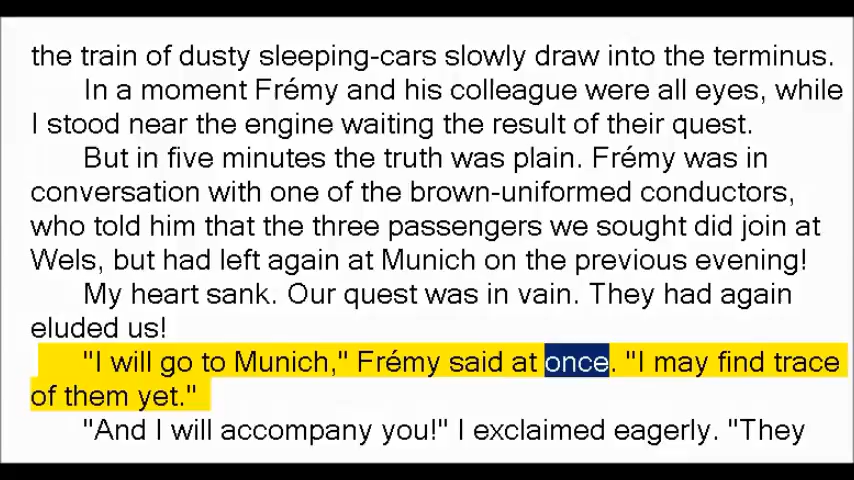 the train of dusty sleeping-cars slowly draw into the terminus.
In a moment Frémy and his colleague were all eyes, while
I stood near the engine waiting the result of their quest.
But in five minutes the truth was plain. Frémy was in
conversation with one of the brown-uniformed conductors,
who told him that the three passengers we sought did join at
Wels, but had left again at Munich on the previous evening!
My heart sank. Our quest was in vain. They had again
eluded us!
"I will go to Munich," Frémy said at once. "I may find trace
of them yet."
"And I will accompany you!" I exclaimed eagerly. "They